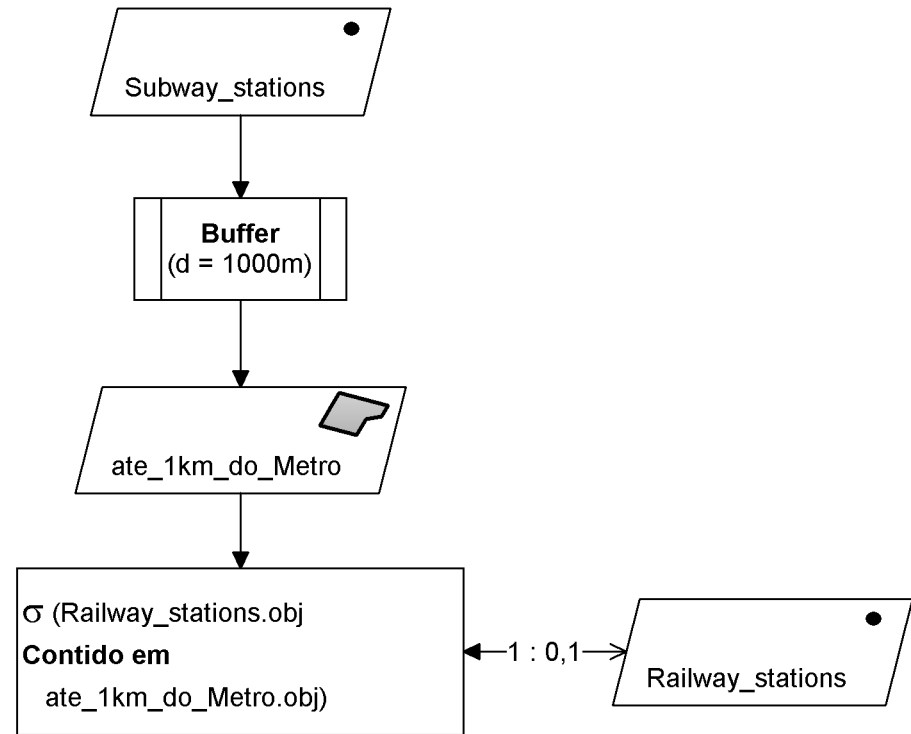 Subway_stations
Buffer
(d = 1000m)
ate_1km_do_Metro
σ (Railway_stations.obj
Contido em
ate_1km_do_Metro.obj)
1 : 0,1
Railway_stations